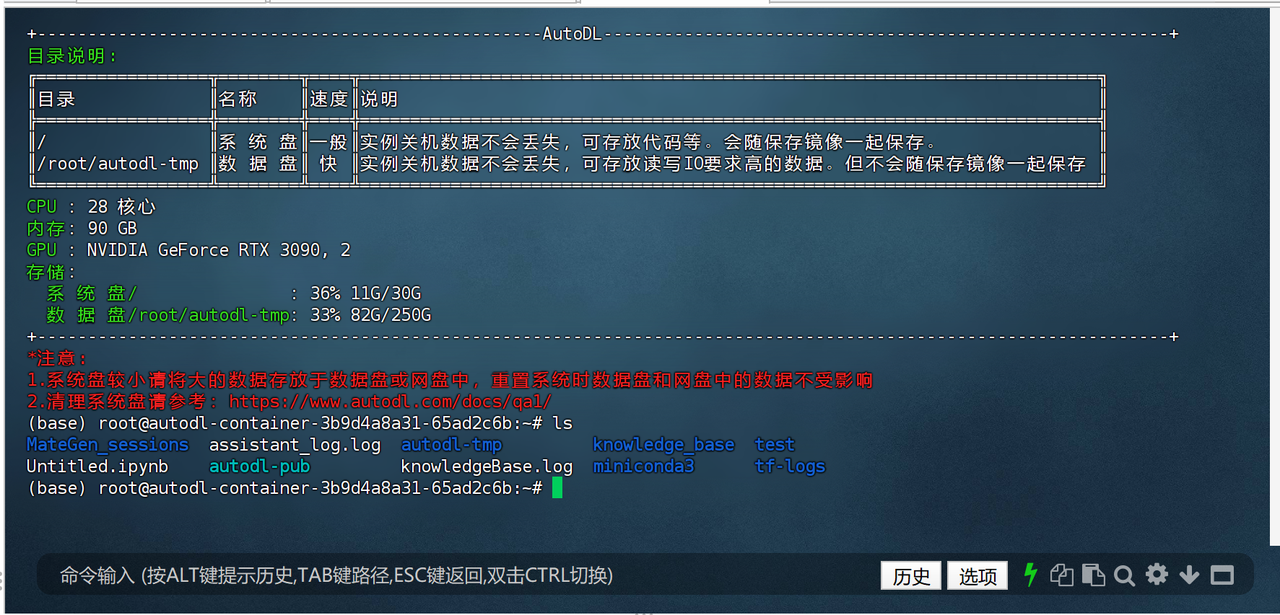 +--------------------------------------------------AutoDL--------------------------------------------------------+
目录说明:
╔═════════════════╦════════╦════╦═════════════════════════════════════════════════════════════════════════╗
║目录 ║名称 ║速度║说明 ║
╠═════════════════╬════════╬════╬═════════════════════════════════════════════════════════════════════════╣
║/ ║系 统 盘║一般║实例关机数据不会丢失，可存放代码等。会随保存镜像一起保存。 ║
║/root/autodl-tmp ║数 据 盘║ 快 ║实例关机数据不会丢失，可存放读写IO要求高的数据。但不会随保存镜像一起保存 ║
╚═════════════════╩════════╩════╩═════════════════════════════════════════════════════════════════════════╝
CPU : 28 核心
内存: 90 GB
GPU : NVIDIA GeForce RTX 3090, 2
存储:
系 统 盘/ : 36% 11G/30G
数 据 盘/root/autodl-tmp: 33% 82G/250G
+----------------------------------------------------------------------------------------------------------------+
*注意:
1.系统盘较小请将大的数据存放于数据盘或网盘中，重置系统时数据盘和网盘中的数据不受影响
2.清理系统盘请参考: https://www.autodl.com/docs/qa1/
(base) root@autodl-container-3b9d4a8a31-65ad2c6b:~# ls
MateGen_sessions assistant_log.log autodl-tmp knowledge_base test
Untitled.ipynb autodl-pub knowledgeBase.log miniconda3 tf-logs
(base) root@autodl-container-3b9d4a8a31-65ad2c6b:~#
命令输入 (按ALT键提示历史,TAB键路径,ESC键返回,双击CTRL切换) 历史 选项